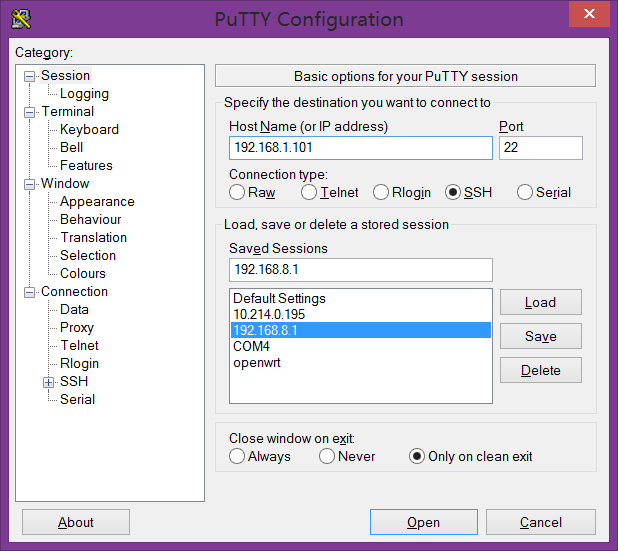 PuTTY Configuration
Category:
Session
Logging
Terminal
Keyboard
Bell
Features
Window
Appearance
Behaviour
Translation
Selection
Colours
Connection
Data
Proxy
Telnet
Rlogin
SSH
Serial
Basic options for your PuTTY session
Specify the destination you want to connect to
Host Name (or IP address) Port
192.168.1.101 22
Connection type:
Raw Telnet Rlogin SSH Serial
Load, save or delete a stored session
Saved Sessions
192.168.8.1
Default Settings
10.214.0.195
192.168.8.1
COM4
openwrt
Load
Save
Delete
Close window on exit:
Always Never Only on clean exit
About Open Cancel